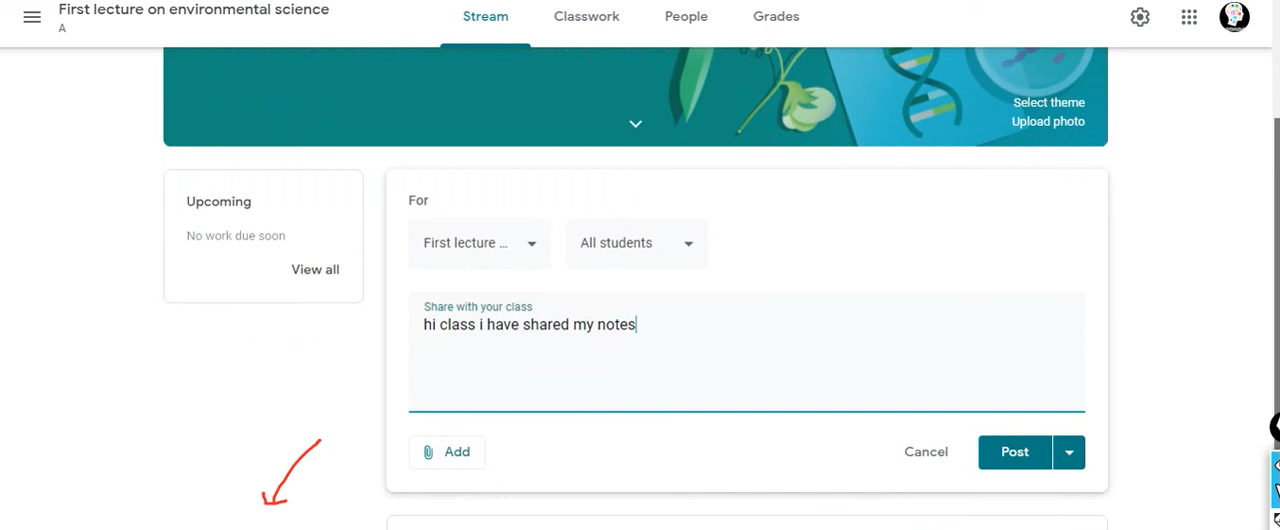 First lecture on environmental science
A
Stream
Classwork
People
Grades
Select theme
Upload photo
Upcoming
No work due soon
View all
For
First lecture ...
All students
Share with your class
hi class i have shared my notes
Add
Cancel
Post